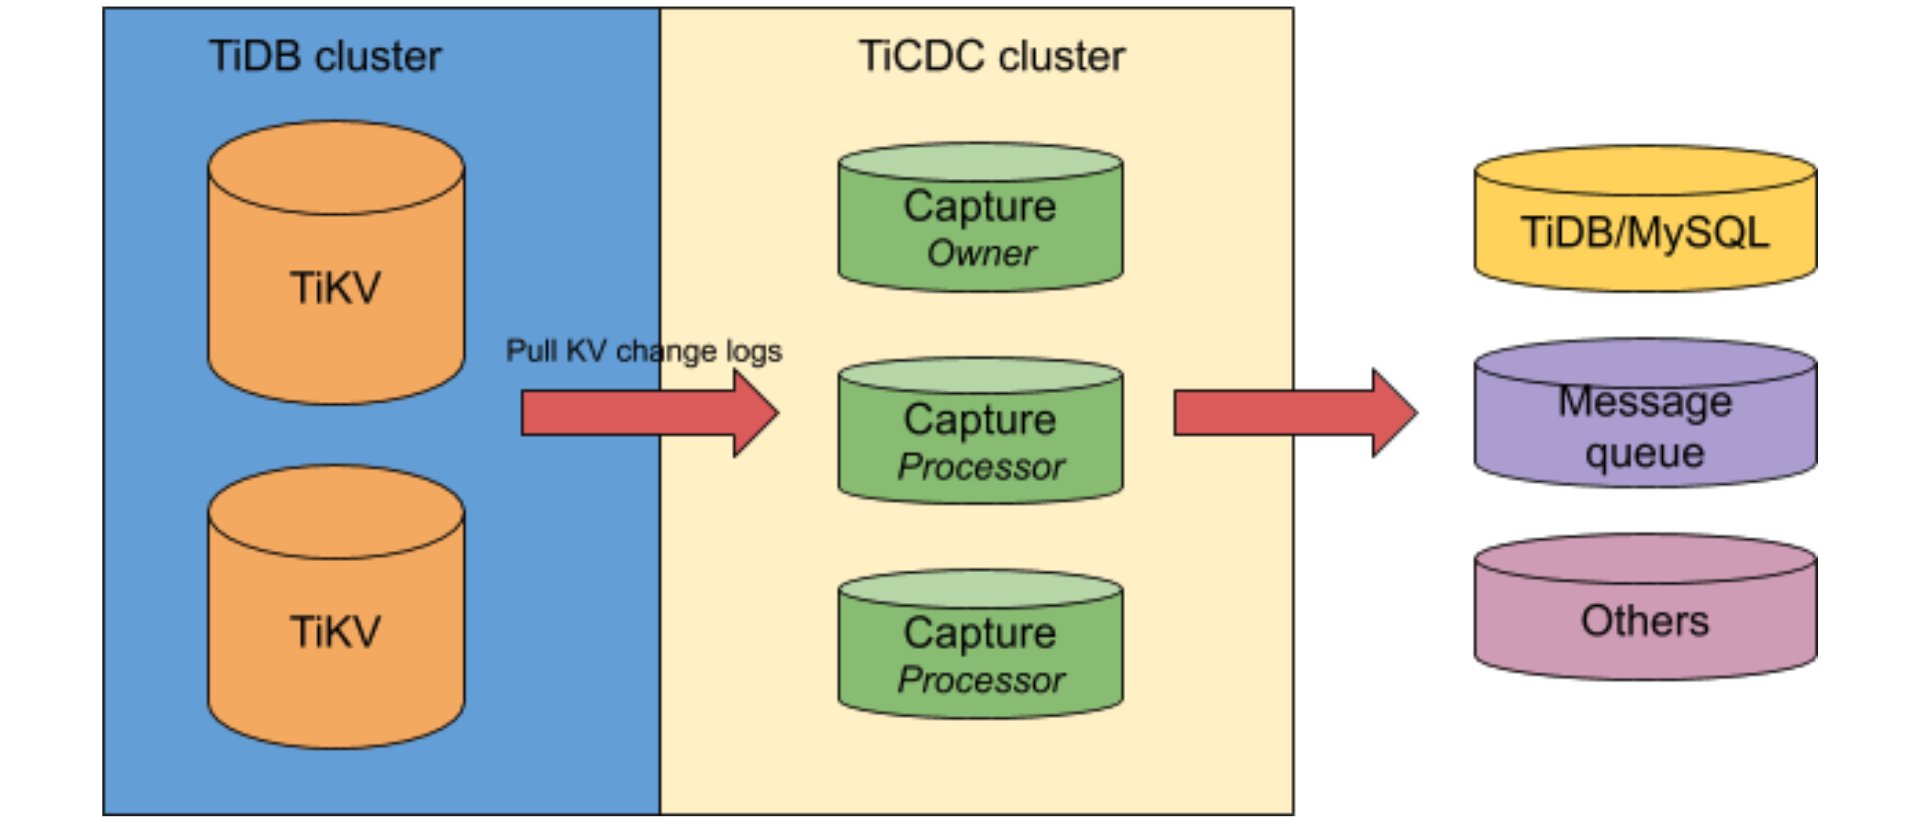 TiDB cluster
TiKV
TiKV
Pull KV change logs
TiCDC cluster
Capture
Owner
Capture
Processor
Capture
Processor
TiDB/MySQL
Message
queue
Others